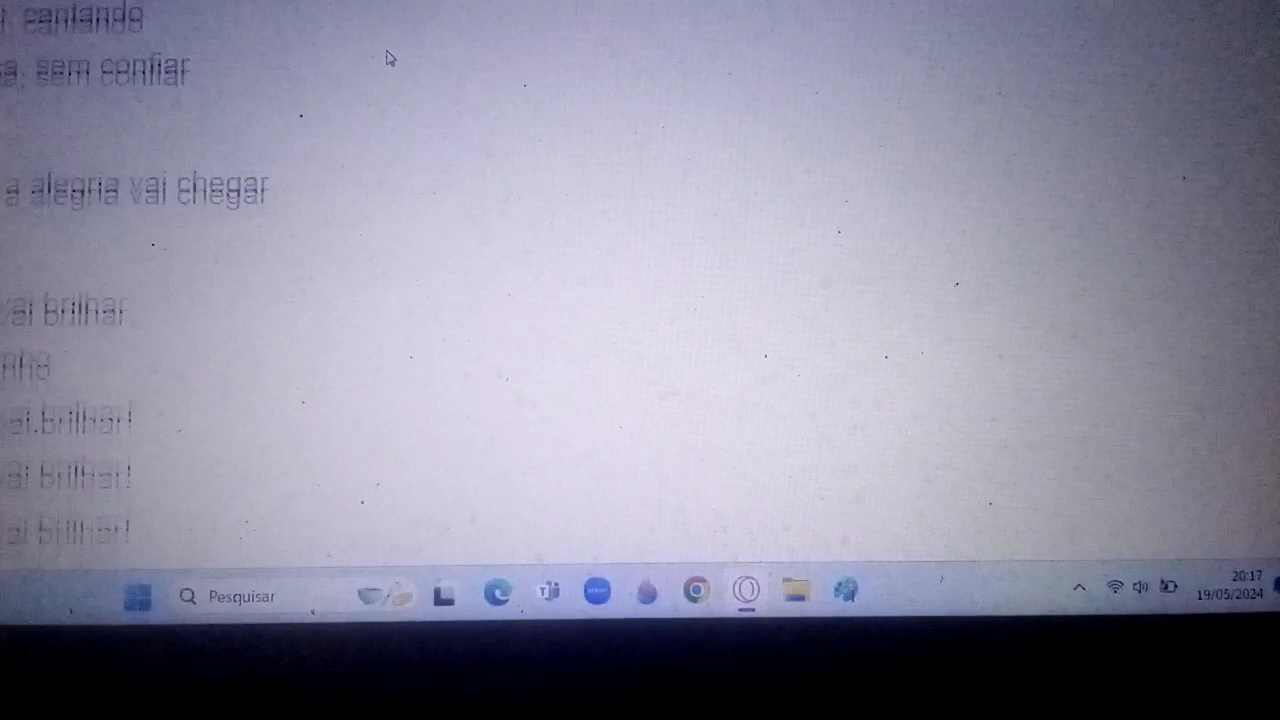 cantando
sem confiar
a alegria vai chegar
vai brilhar
vai brilhar!
vai brilhar!
vai brilhar!
Pesquisar
zoom
20:17
19/05/2024